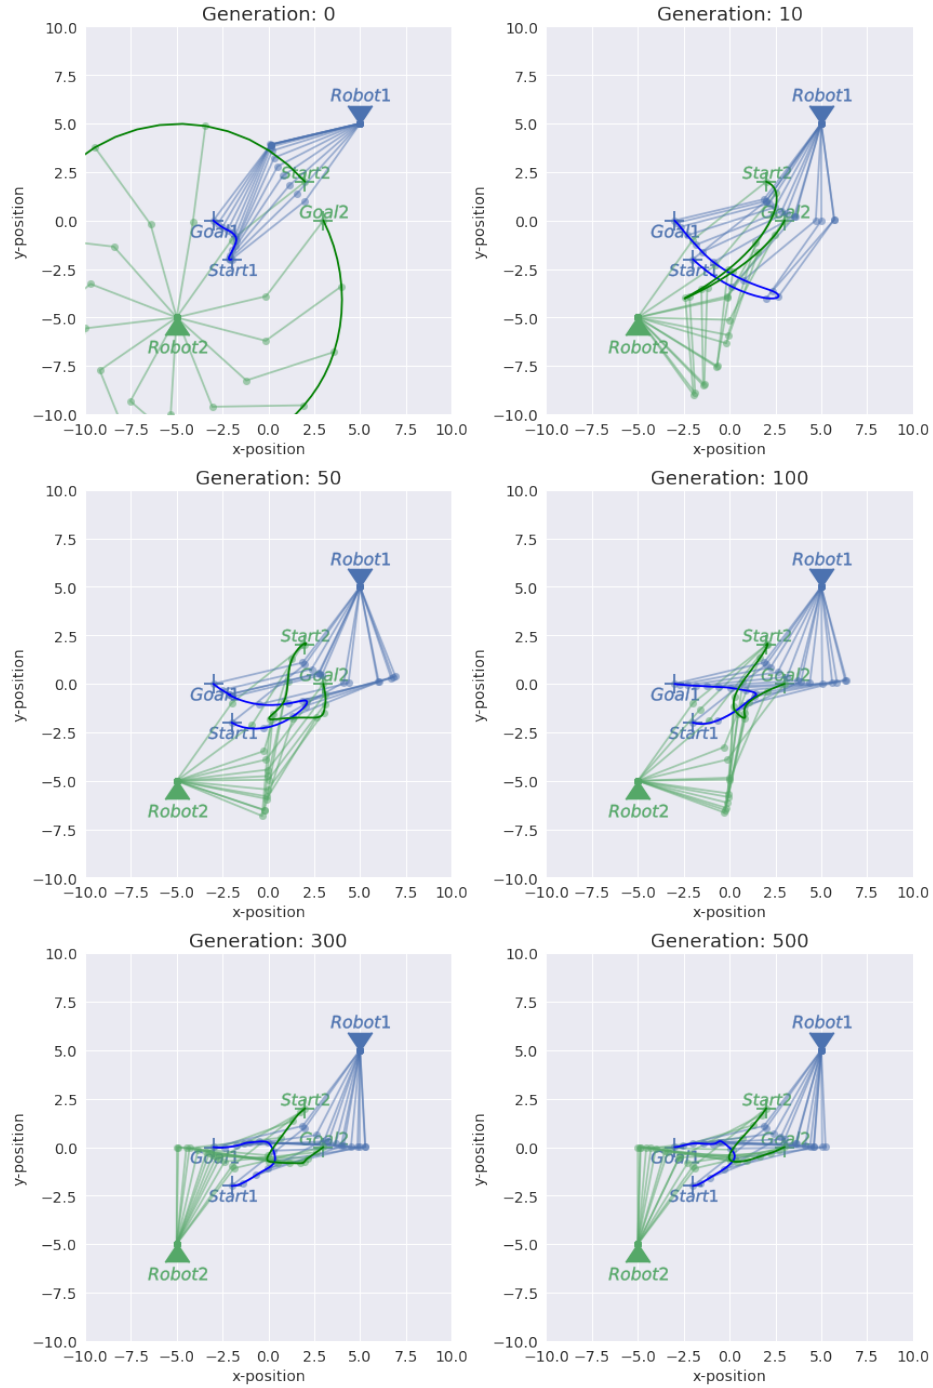 Generation: 0
10.0
7.5
5.0
2.5
0.0
−2.5
−5.0
−7.5
−10.0
y-position
Robot1
Start2
Goal2
Goal1
Start1
Robot2
−10.0 −7.5 −5.0 −2.5 0.0 2.5 5.0 7.5 10.0
x-position
Generation: 10
10.0
7.5
5.0
2.5
0.0
−2.5
−5.0
−7.5
−10.0
y-position
Robot1
Start2
Goal2
Goal1
Start1
Robot2
−10.0 −7.5 −5.0 −2.5 0.0 2.5 5.0 7.5 10.0
x-position
Generation: 50
10.0
7.5
5.0
2.5
0.0
−2.5
−5.0
−7.5
−10.0
y-position
Robot1
Start2
Goal2
Goal1
Start1
Robot2
−10.0 −7.5 −5.0 −2.5 0.0 2.5 5.0 7.5 10.0
x-position
Generation: 100
10.0
7.5
5.0
2.5
0.0
−2.5
−5.0
−7.5
−10.0
y-position
Robot1
Start2
Goal2
Goal1
Start1
Robot2
−10.0 −7.5 −5.0 −2.5 0.0 2.5 5.0 7.5 10.0
x-position
Generation: 300
10.0
7.5
5.0
2.5
0.0
−2.5
−5.0
−7.5
−10.0
y-position
Robot1
Start2
Goal2
Goal1
Start1
Robot2
−10.0 −7.5 −5.0 −2.5 0.0 2.5 5.0 7.5 10.0
x-position
Generation: 500
10.0
7.5
5.0
2.5
0.0
−2.5
−5.0
−7.5
−10.0
y-position
Robot1
Start2
Goal2
Goal1
Start1
Robot2
−10.0 −7.5 −5.0 −2.5 0.0 2.5 5.0 7.5 10.0
x-position